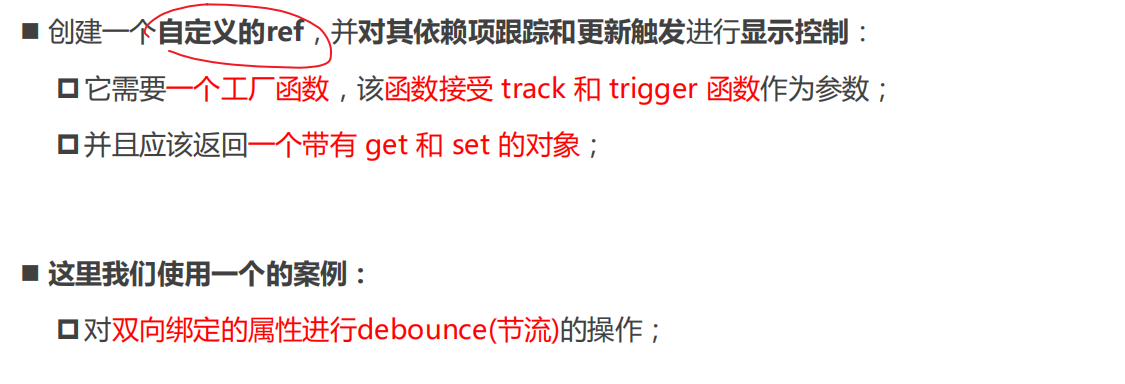 ■ 创建一个自定义的ref，并对其依赖项跟踪和更新触发进行显示控制：
它需要一个工厂函数，该函数接受 track 和 trigger 函数作为参数；
并且应该返回一个带有 get 和 set 的对象；
■ 这里我们使用一个的案例：
对双向绑定的属性进行debounce(节流)的操作；